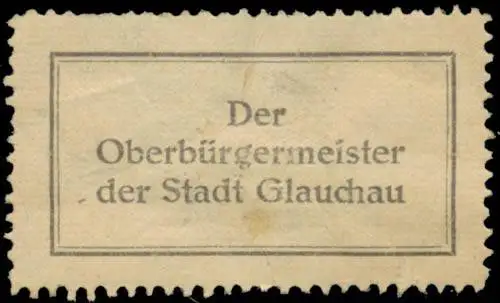 Der
Oberbürgermeister
der Stadt Glauchau